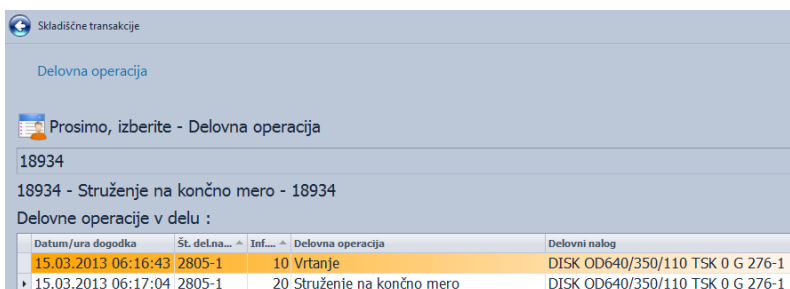 Skladiščne transakcije
Delovna operacija
Prosimo, izberite - Delovna operacija
18934
18934 - Struženje na končno mero - 18934
Delovne operacije v delu :
Datum/ura dogodka Št. del.na... Inf.... Delovna operacija Delovni nalog
15.03.2013 06:16:43 2805-1 10 Vrtanje DISK OD640/350/110 TSK 0 G 276-1
15.03.2013 06:17:04 2805-1 20 Struženje na končno mero DISK OD640/350/110 TSK 0 G 276-1